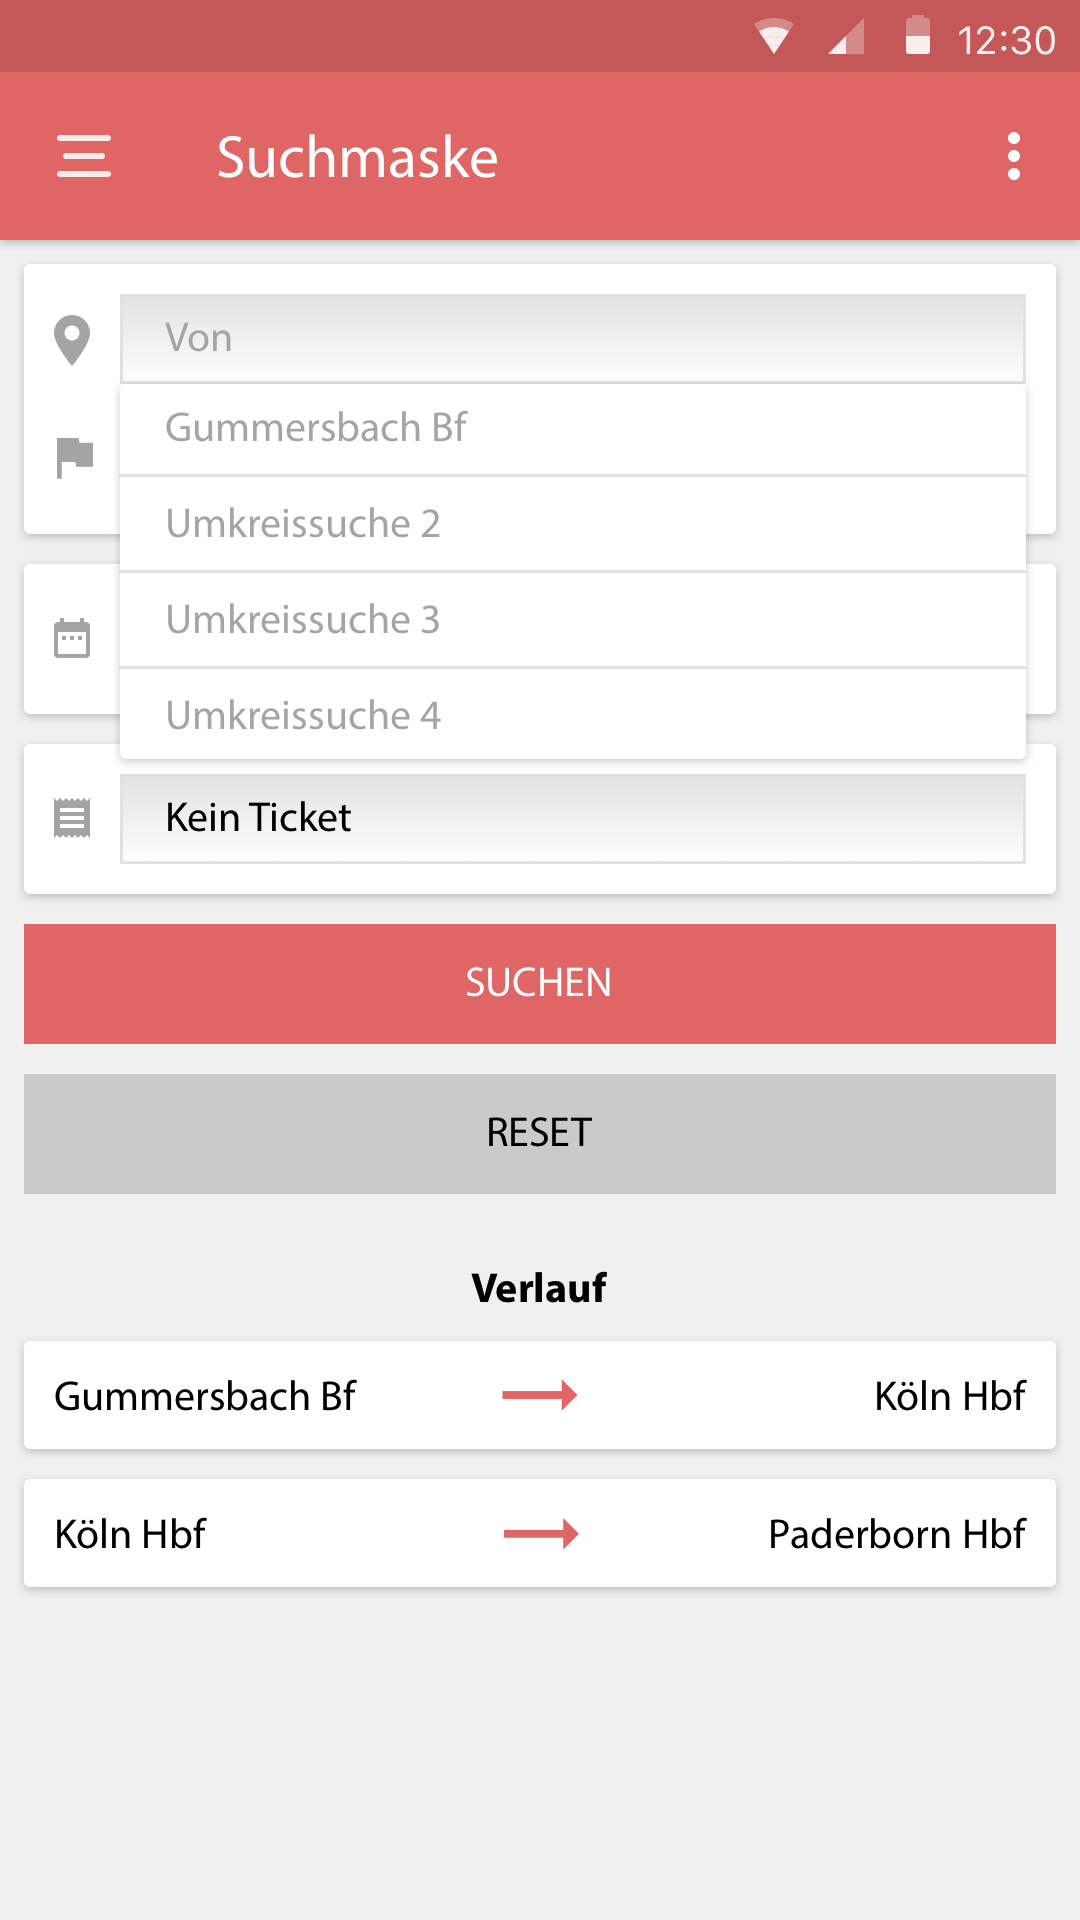 12:30
Suchmaske
Von
Gummersbach Bf
Umkreissuche 2
Umkreissuche 3
Umkreissuche 4
Kein Ticket
SUCHEN
RESET
Verlauf
Gummersbach Bf Köln Hbf
Köln Hbf Paderborn Hbf